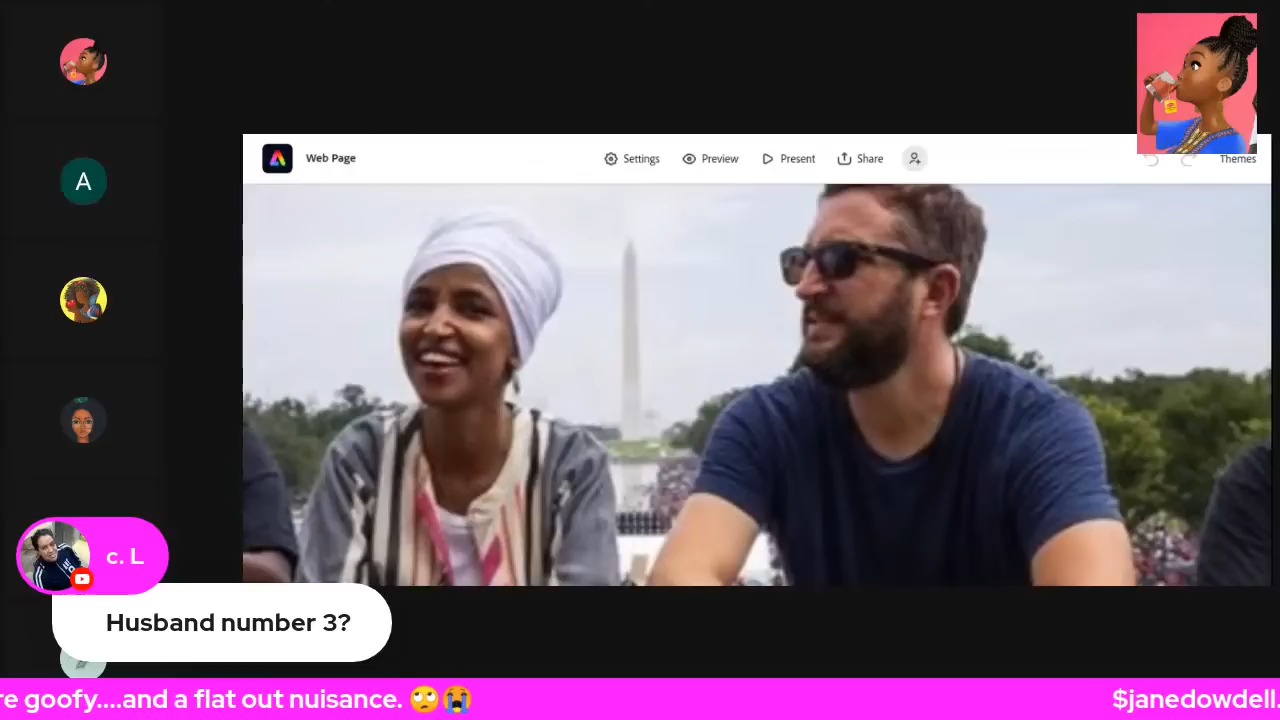 A
Web Page
Settings
Preview
Present
Share
Themes
c. L
Husband number 3?
re goofy....and a flat out nuisance. 🙄😭
$janedowdell.